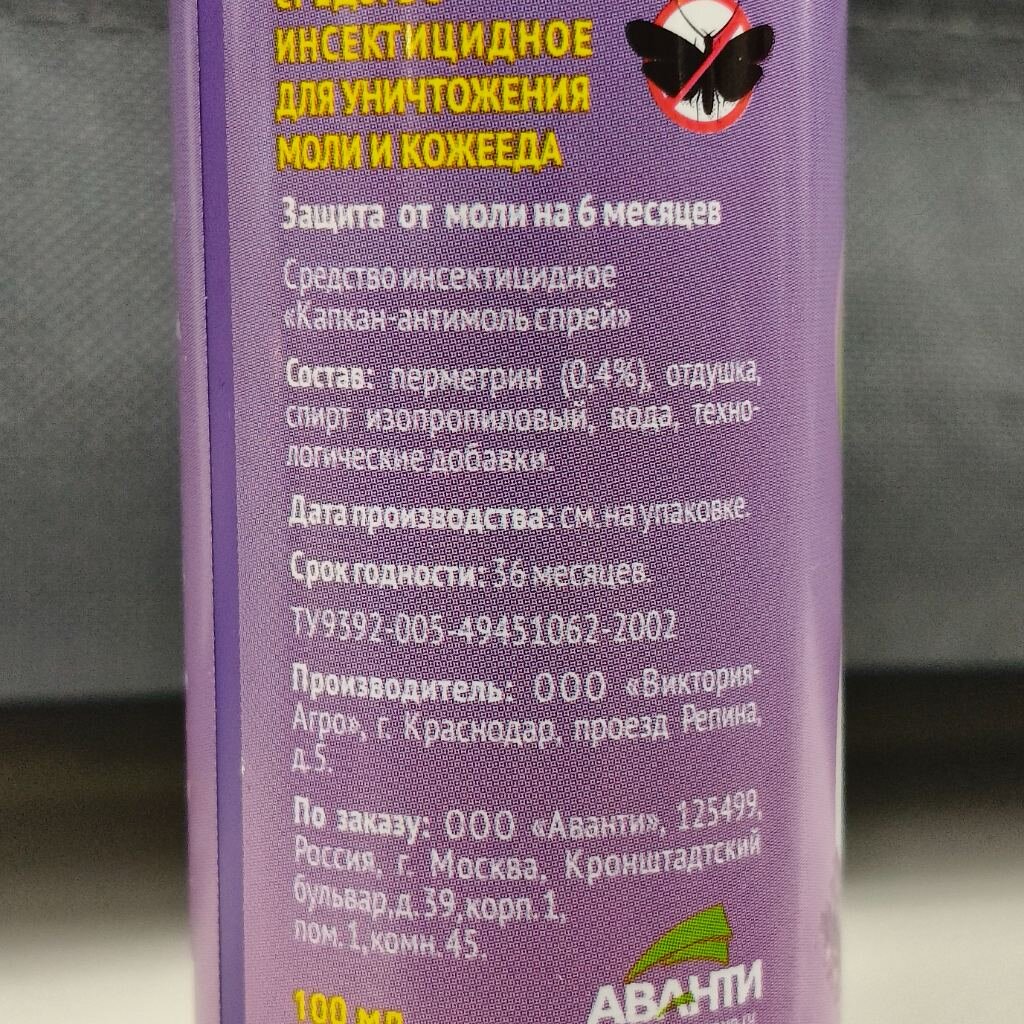 СРЕДСТВО
ИНСЕКТИЦИДНОЕ
ДЛЯ УНИЧТОЖЕНИЯ
МОЛИ И КОЖЕЕДА
Защита от моли на 6 месяцев
Средство инсектицидное
«Капкан-антимоль спрей»
Состав: перметрин (0.4%), отдушка,
спирт изопропиловый, вода, техно-
логические добавки.
Дата производства: см. на упаковке.
Срок годности: 36 месяцев.
ТУ9392-005-49451062-2002
Производитель: ООО «Виктория-
Агро», г. Краснодар, проезд Репина,
д.5.
По заказу: ООО «Аванти», 125499,
Россия, г. Москва, Кронштадтский
бульвар,д.39,корп.1,
пом.1,комн.45.
100 мл
АВАНТИ